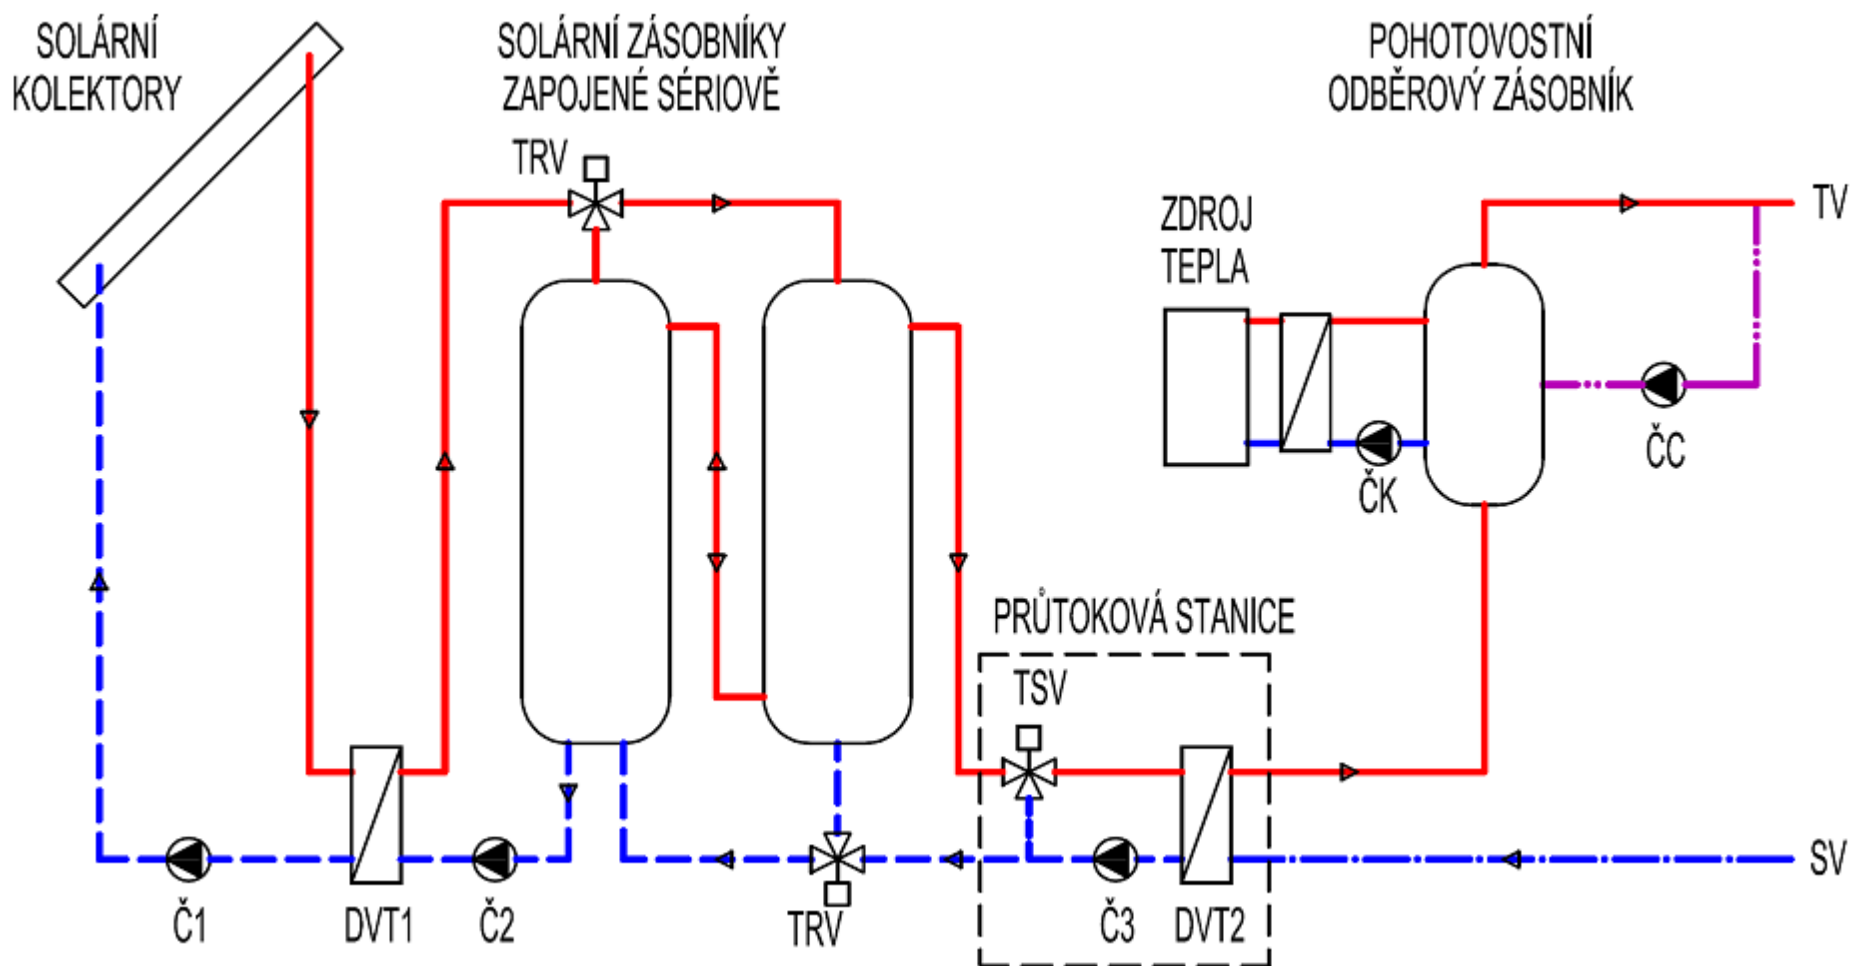 SOLÁRNÍ
KOLEKTORY
SOLÁRNÍ ZÁSOBNÍKY
ZAPOJENÉ SÉRIOVĚ
POHOTOVOSTNÍ
ODBĚROVÝ ZÁSOBNÍK
TRV
ZDROJ
TEPLA
TV
ČC
ČK
PRŮTOKOVÁ STANICE
TSV
SV
Č1
DVT1
Č2
TRV
Č3
DVT2